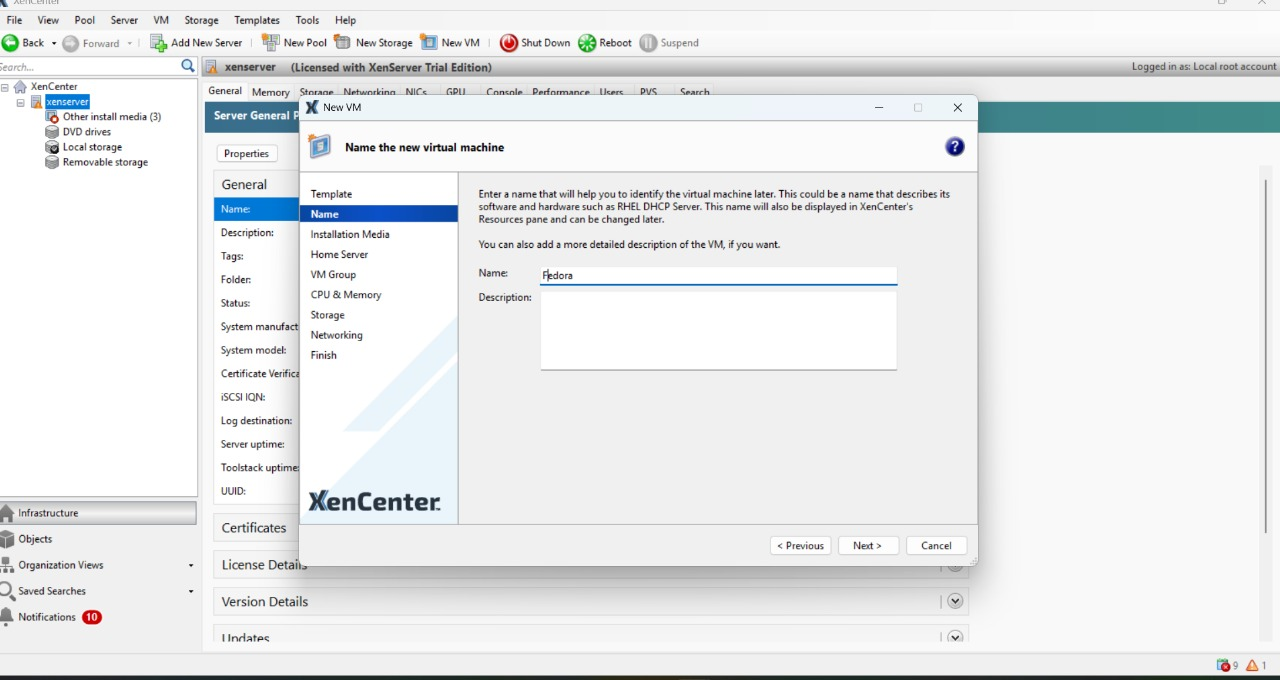 XenCenter
File View Pool Server VM Storage Templates Tools Help
Back Forward Add New Server New Pool New Storage New VM Shut Down Reboot Suspend
Search...
xenserver (Licensed with XenServer Trial Edition) Logged in as: Local root account
XenCenter
xenserver
Other install media (3)
DVD drives
Local storage
Removable storage
General Memory Storage Networking NICs GPU Console Performance Users PVS Search
Server General P
Properties
General
Name:
Description:
Tags:
Folder:
Status:
System manufact
System model:
Certificate Verifica
iSCSI IQN:
Log destination:
Server uptime:
Toolstack uptime:
UUID:
Certificates
License Details
Version Details
Updates
New VM
Name the new virtual machine
?
Template
Name
Installation Media
Home Server
VM Group
CPU & Memory
Storage
Networking
Finish
XenCenter
Enter a name that will help you to identify the virtual machine later. This could be a name that describes its
software and hardware such as RHEL DHCP Server. This name will also be displayed in XenCenter's
Resources pane and can be changed later.
You can also add a more detailed description of the VM, if you want.
Name: Fedora
Description:
< Previous Next > Cancel
Infrastructure
Objects
Organization Views
Saved Searches
Notifications 10
9 1